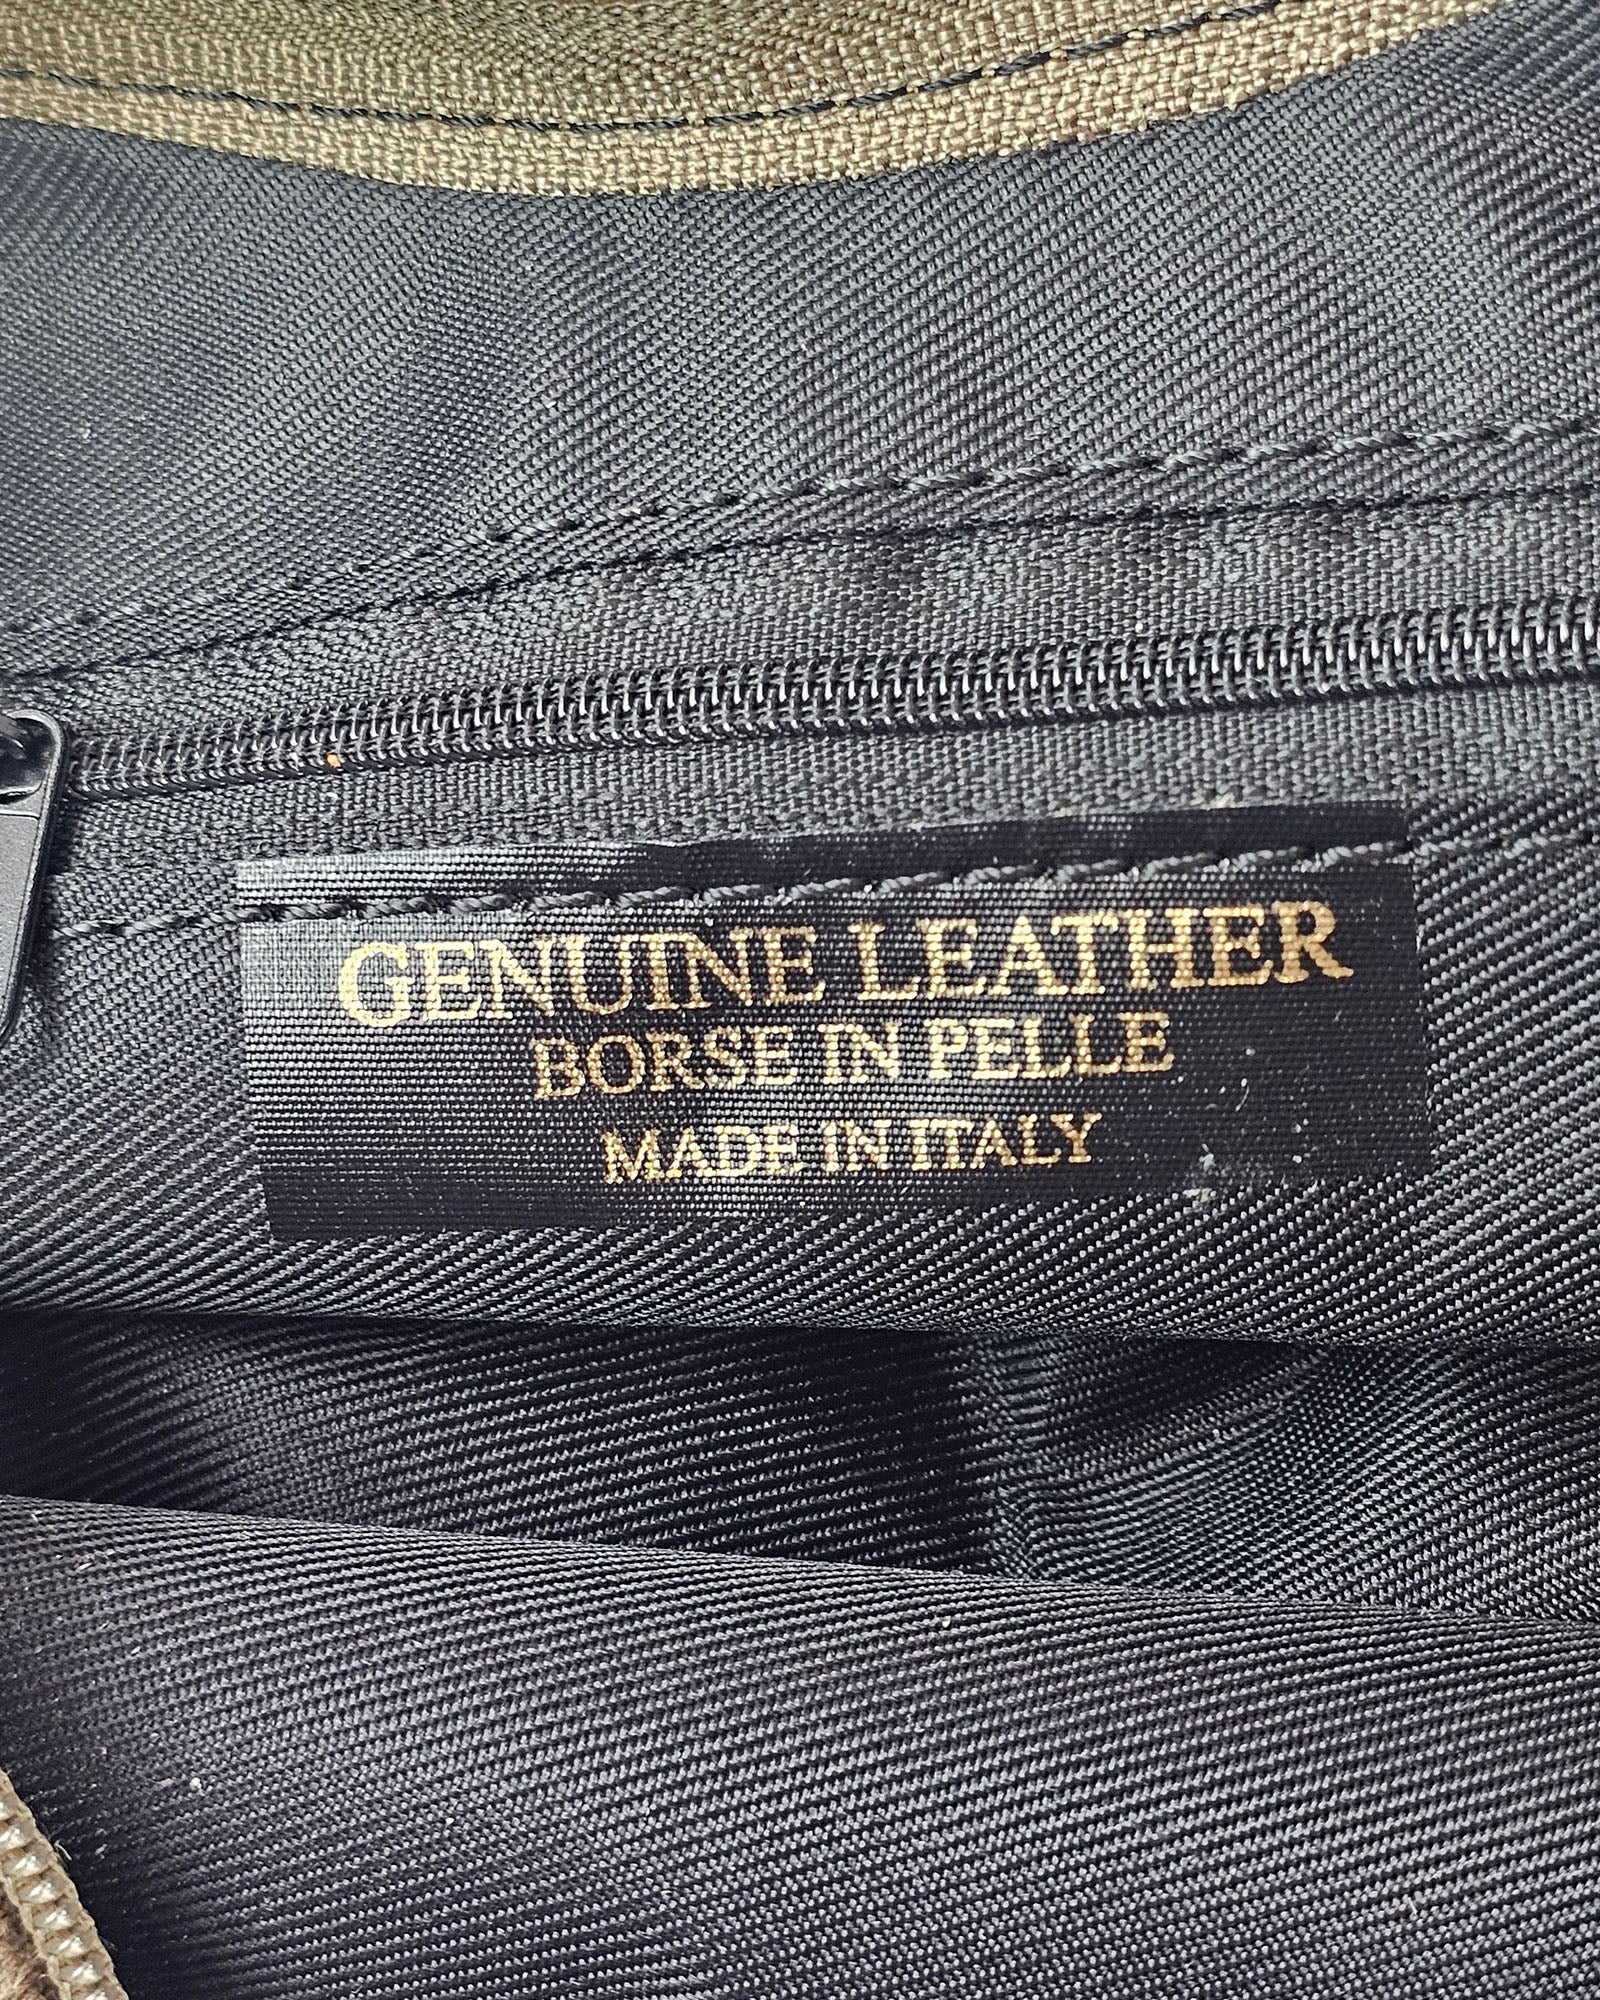 GENUINE LEATHER
BORSE IN PELLE
MADE IN ITALY